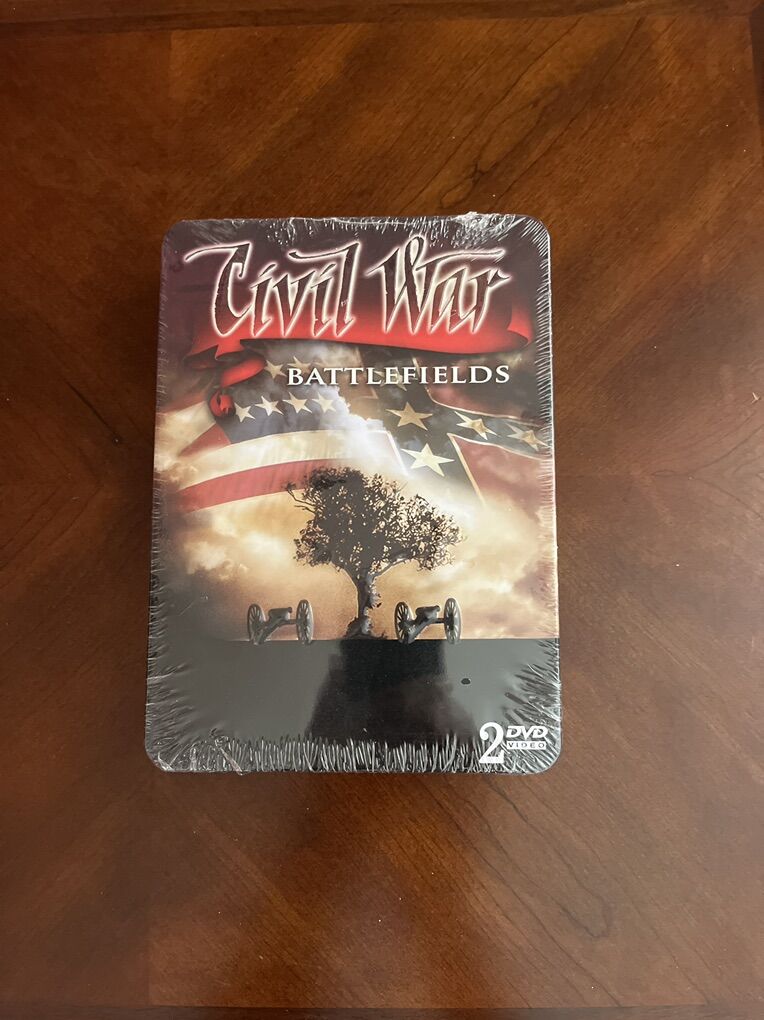 Civil War
BATTLEFIELDS
2 DVD
VIDEO